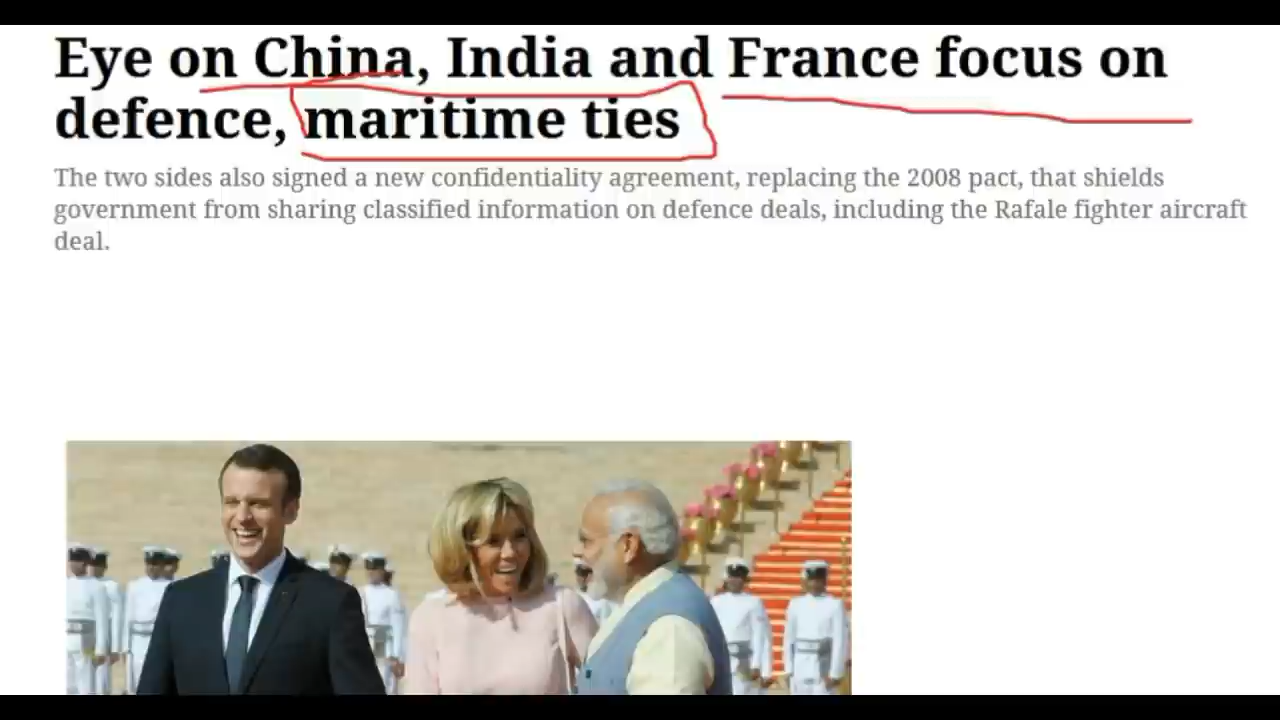 Eye on China, India and France focus on
defence, maritime ties
The two sides also signed a new confidentiality agreement, replacing the 2008 pact, that shields
government from sharing classified information on defence deals, including the Rafale fighter aircraft
deal.